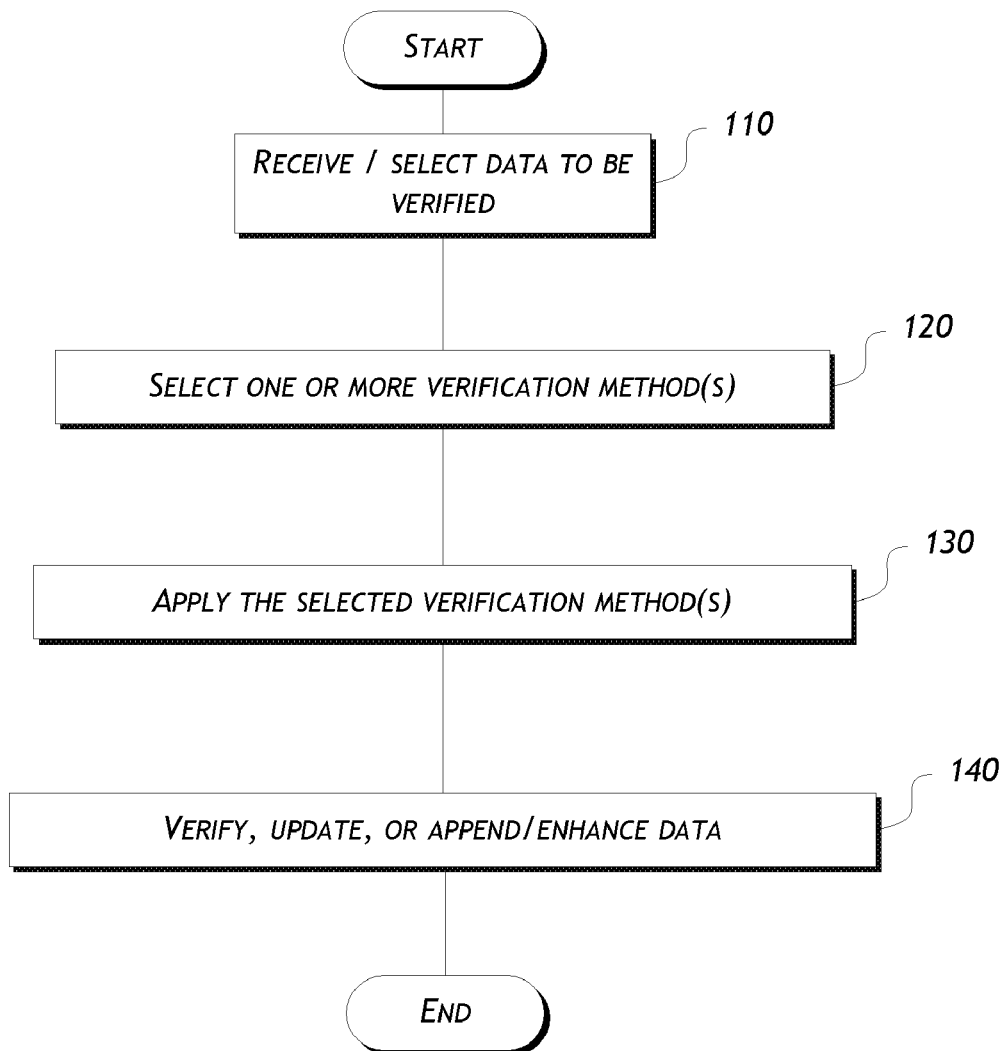 START
RECEIVE / SELECT DATA TO BE
VERIFIED
110
SELECT ONE OR MORE VERIFICATION METHOD(S)
120
APPLY THE SELECTED VERIFICATION METHOD(S)
130
VERIFY, UPDATE, OR APPEND/ENHANCE DATA
140
END